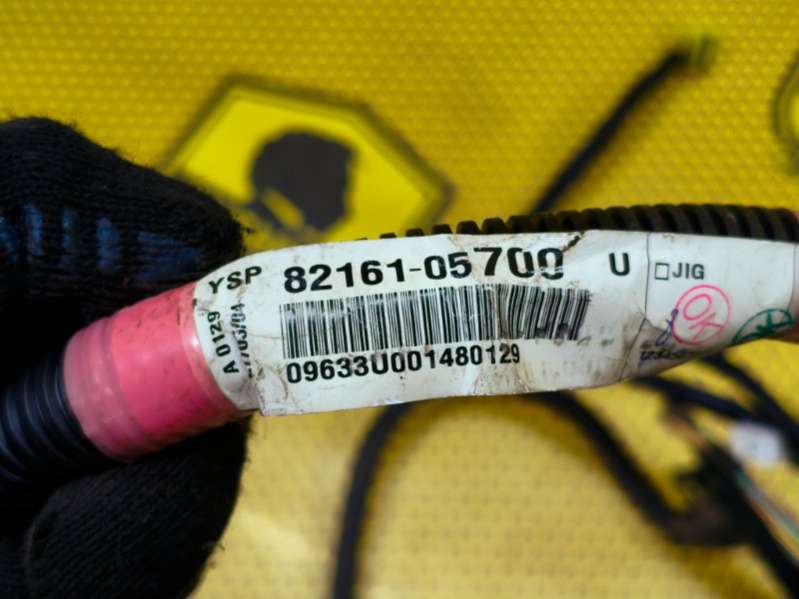 YSP 82161-05700 U □JIG
09633U001480129
A 0129
OK